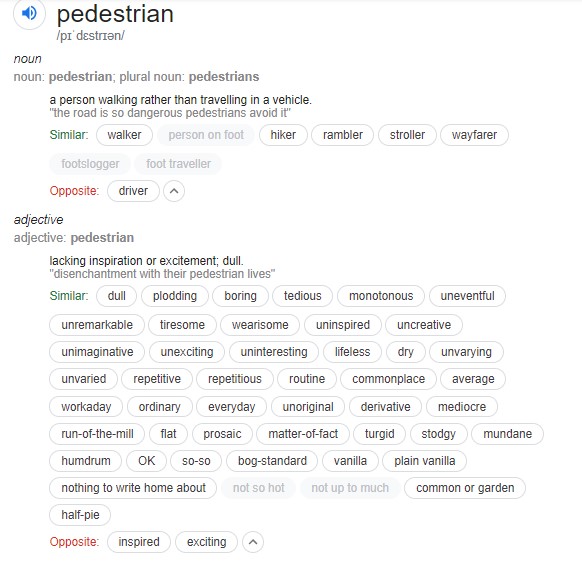 pedestrian
/pɪˈdɛstrɪən/
noun
noun: pedestrian; plural noun: pedestrians
a person walking rather than travelling in a vehicle.
"the road is so dangerous pedestrians avoid it"
Similar: walker person on foot hiker rambler stroller wayfarer
footslogger foot traveller
Opposite: driver
adjective
adjective: pedestrian
lacking inspiration or excitement; dull.
"disenchantment with their pedestrian lives"
Similar: dull plodding boring tedious monotonous uneventful
unremarkable tiresome wearisome uninspired uncreative
unimaginative unexciting uninteresting lifeless dry unvarying
unvaried repetitive repetitious routine commonplace average
workaday ordinary everyday unoriginal derivative mediocre
run-of-the-mill flat prosaic matter-of-fact turgid stodgy mundane
humdrum OK so-so bog-standard vanilla plain vanilla
nothing to write home about not so hot not up to much common or garden
half-pie
Opposite: inspired exciting